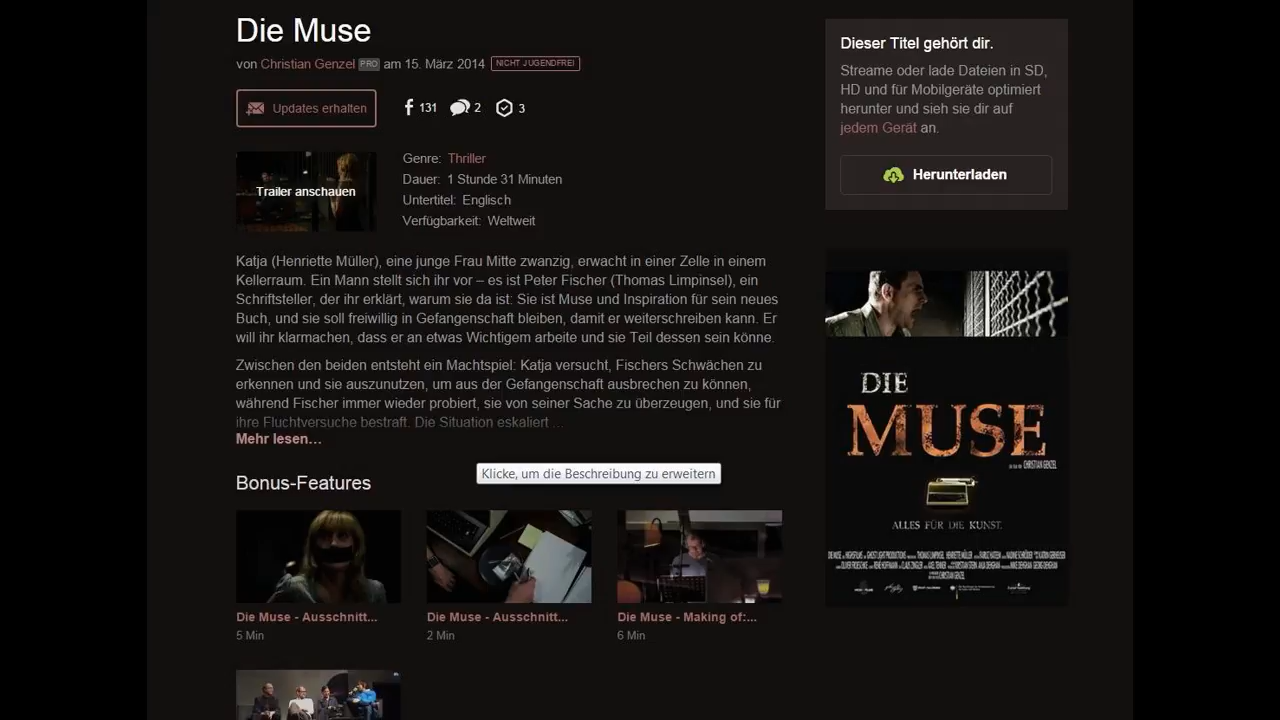 Die Muse
von Christian Genzel PRO am 15. März 2014 NICHT JUGENDFREI
Updates erhalten
131 2 3
Trailer anschauen
Genre: Thriller
Dauer: 1 Stunde 31 Minuten
Untertitel: Englisch
Verfügbarkeit: Weltweit
Katja (Henriette Müller), eine junge Frau Mitte zwanzig, erwacht in einer Zelle in einem
Kellerraum. Ein Mann stellt sich ihr vor – es ist Peter Fischer (Thomas Limpinsel), ein
Schriftsteller, der ihr erklärt, warum sie da ist: Sie ist Muse und Inspiration für sein neues
Buch, und sie soll freiwillig in Gefangenschaft bleiben, damit er weiterschreiben kann. Er
will ihr klarmachen, dass er an etwas Wichtigem arbeite und sie Teil dessen sein könne.
Zwischen den beiden entsteht ein Machtspiel: Katja versucht, Fischers Schwächen zu
erkennen und sie auszunutzen, um aus der Gefangenschaft ausbrechen zu können,
während Fischer immer wieder probiert, sie von seiner Sache zu überzeugen, und sie für
ihre Fluchtversuche bestraft. Die Situation eskaliert ...
Mehr lesen…
Klicke, um die Beschreibung zu erweitern
Bonus-Features
Die Muse - Ausschnitt...
5 Min
Die Muse - Ausschnitt...
2 Min
Die Muse - Making of:...
6 Min
Dieser Titel gehört dir.
Streame oder lade Dateien in SD,
HD und für Mobilgeräte optimiert
herunter und sieh sie dir auf
jedem Gerät an.
Herunterladen
DIE
MUSE
CHRISTIAN GENZEL
ALLES FÜR DIE KUNST.